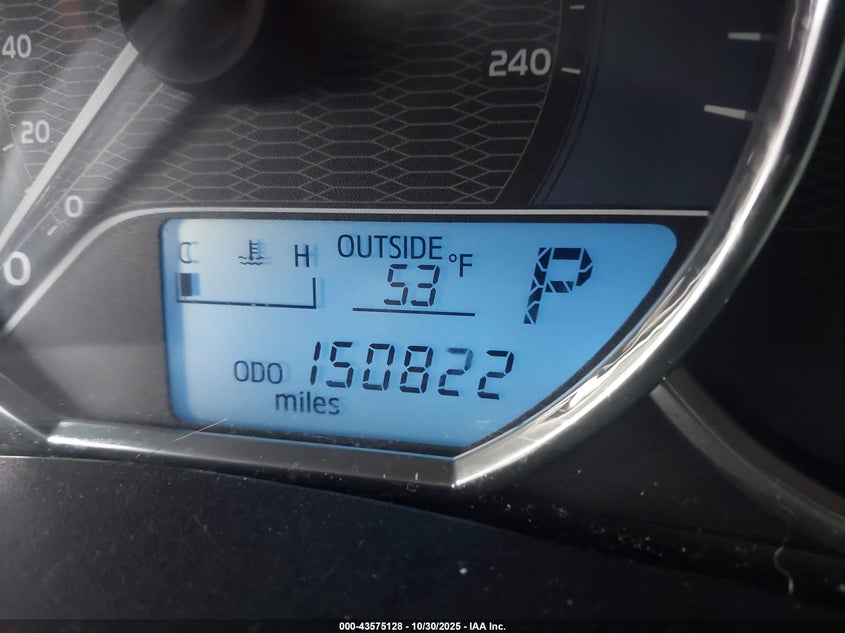 40
240
20
0
0
C H OUTSIDE
53 °F P
ODO 150822
miles
000-43575128 - 10/30/2025 - IAA Inc.